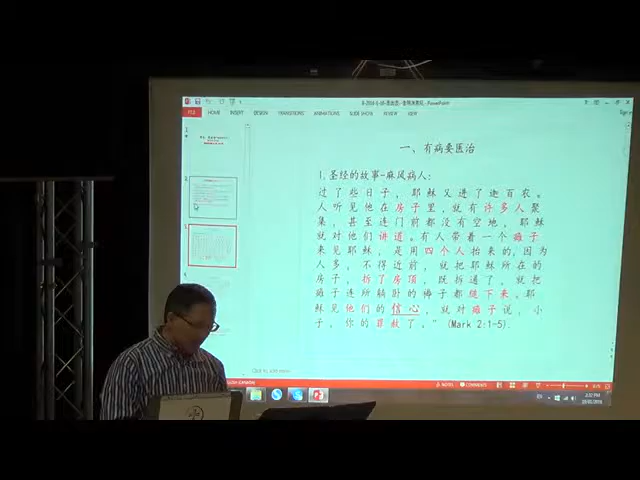 HOME INSERT DESIGN TRANSITIONS ANIMATIONS SLIDE SHOW REVIEW VIEW
一、有病要医治
1.圣经的故事-麻风病人:
过了些日子,耶稣又进了迦百农。
人听见他在房子里,就有许多人聚
集,甚至连门前都没有空地,耶稣
就对他们讲道。有人带着一个瘫子
来见耶稣,是用四个人抬来的,因为
人多,不得近前,就把耶稣所在的
房子,拆了房顶,既拆通了,就把
瘫子连所躺卧的褥子都缒下来。耶
稣见他们的信心,就对瘫子说,小
子,你的罪赦了。”(Mark 2:1-5).
Click to add notes
NOTES COMMENTS